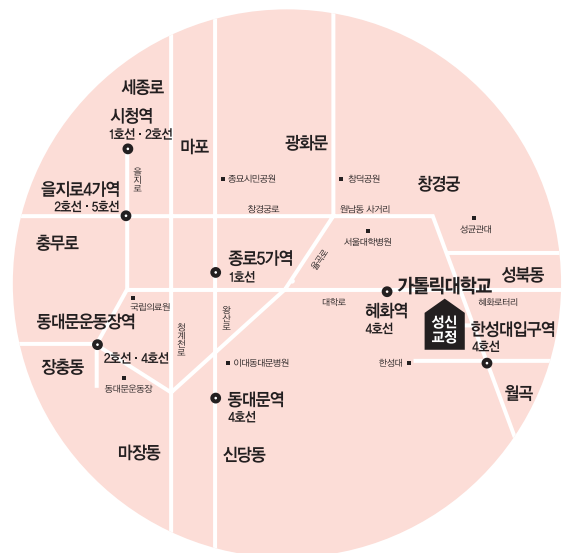 세종로
시청역
1호선 · 2호선
마포
광화문
을지로
종묘시민공원
창덕공원
창경궁
을지로4가역
2호선 · 5호선
창경궁로
원남동 사거리
성균관대
충무로
서울대학병원
종로5가역
1호선
율곡로
성북동
가톨릭대학교
국립의료원
왕산로
대학로
혜화역
4호선
혜화로터리
성신
교정
한성대입구역
4호선
동대문운동장역
2호선 · 4호선
청계천로
장충동
이대동대문병원
한성대
동대문운동장
동대문역
4호선
월곡
마장동
신당동